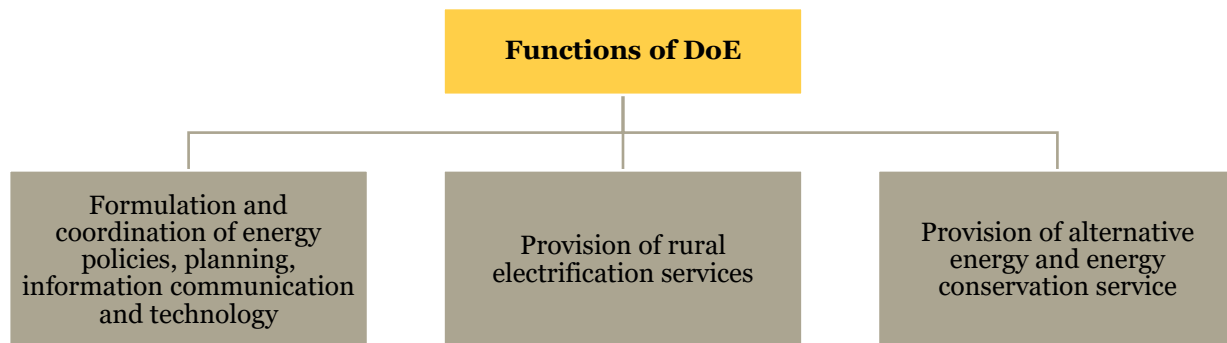 Functions of DoE
Formulation and
coordination of energy
policies, planning,
information communication
and technology
Provision of rural
electrification services
Provision of alternative
energy and energy
conservation service